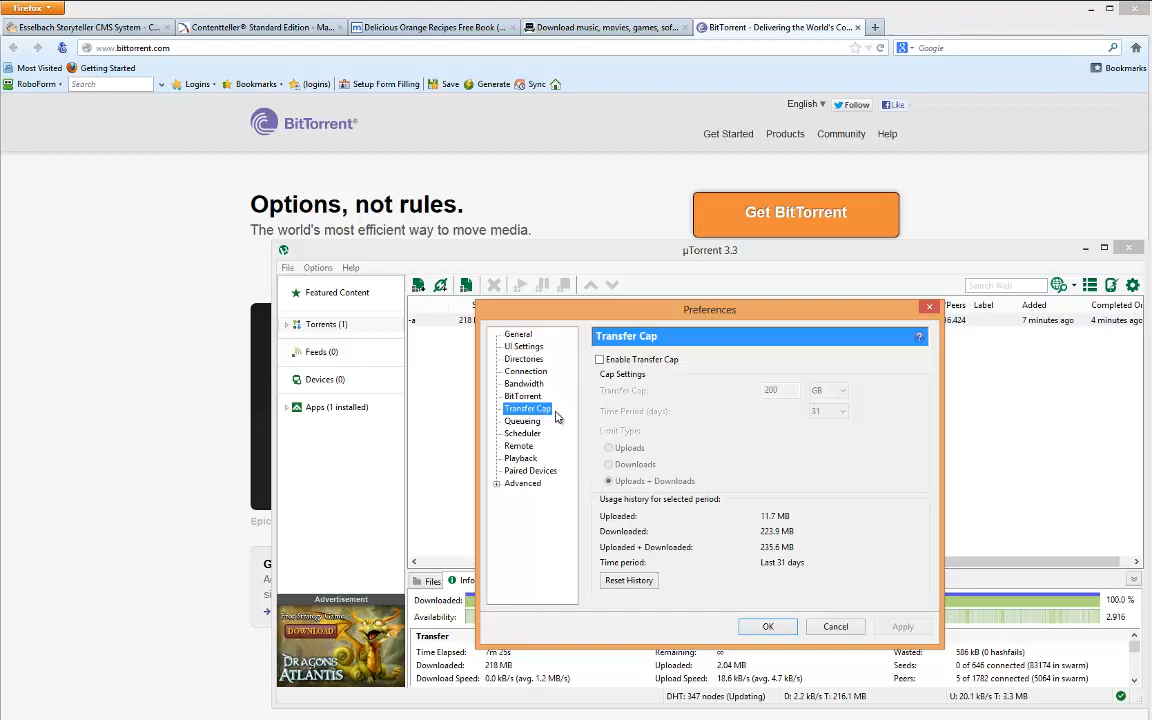 Firefox
Esselbach Storyteller CMS System - C...
Contentteller® Standard Edition - Ma...
Delicious Orange Recipes Free Book (...
Download music, movies, games, sof...
BitTorrent - Delivering the World's Co...
www.bittorrent.com
Google
Most Visited
Getting Started
Bookmarks
RoboForm
Search
Logins
Bookmarks
(logins)
Setup Form Filling
Save
Generate
Sync
English
Follow
Like
BitTorrent®
Get Started
Products
Community
Help
Options, not rules.
Get BitTorrent
The world's most efficient way to move media.
µTorrent 3.3
File
Options
Help
Featured Content
Search Web
Peers
Label
Added
Completed On
-a
218
16.424
7 minutes ago
4 minutes ago
Torrents (1)
Feeds (0)
Devices (0)
Apps (1 installed)
Preferences
General
UI Settings
Directories
Connection
Bandwidth
BitTorrent
Transfer Cap
Queueing
Scheduler
Remote
Playback
Paired Devices
Advanced
Transfer Cap
?
Enable Transfer Cap
Cap Settings
Transfer Cap:
200
GB
Time Period (days):
31
Limit Type:
Uploads
Downloads
Uploads + Downloads
Usage history for selected period:
Uploaded:
11.7 MB
Downloaded:
223.9 MB
Uploaded + Downloaded:
235.6 MB
Time period:
Last 31 days
Reset History
OK
Cancel
Apply
Epic
G
Si
Files
Info
Advertisement
Free Strategy Game
DOWNLOAD
DRAGONS
ATLANTIS
Downloaded:
100.0 %
Availability:
2.916
Transfer
Time Elapsed:
7m 25s
Remaining:
∞
Wasted:
586 kB (0 hashfails)
Downloaded:
218 MB
Uploaded:
2.04 MB
Seeds:
0 of 646 connected (83174 in swarm)
Download Speed:
0.0 kB/s (avg. 1.2 MB/s)
Upload Speed:
18.6 kB/s (avg. 4.7 kB/s)
Peers:
5 of 1782 connected (5064 in swarm)
DHT: 347 nodes (Updating)
D: 2.2 kB/s T: 216.1 MB
U: 20.1 kB/s T: 3.3 MB